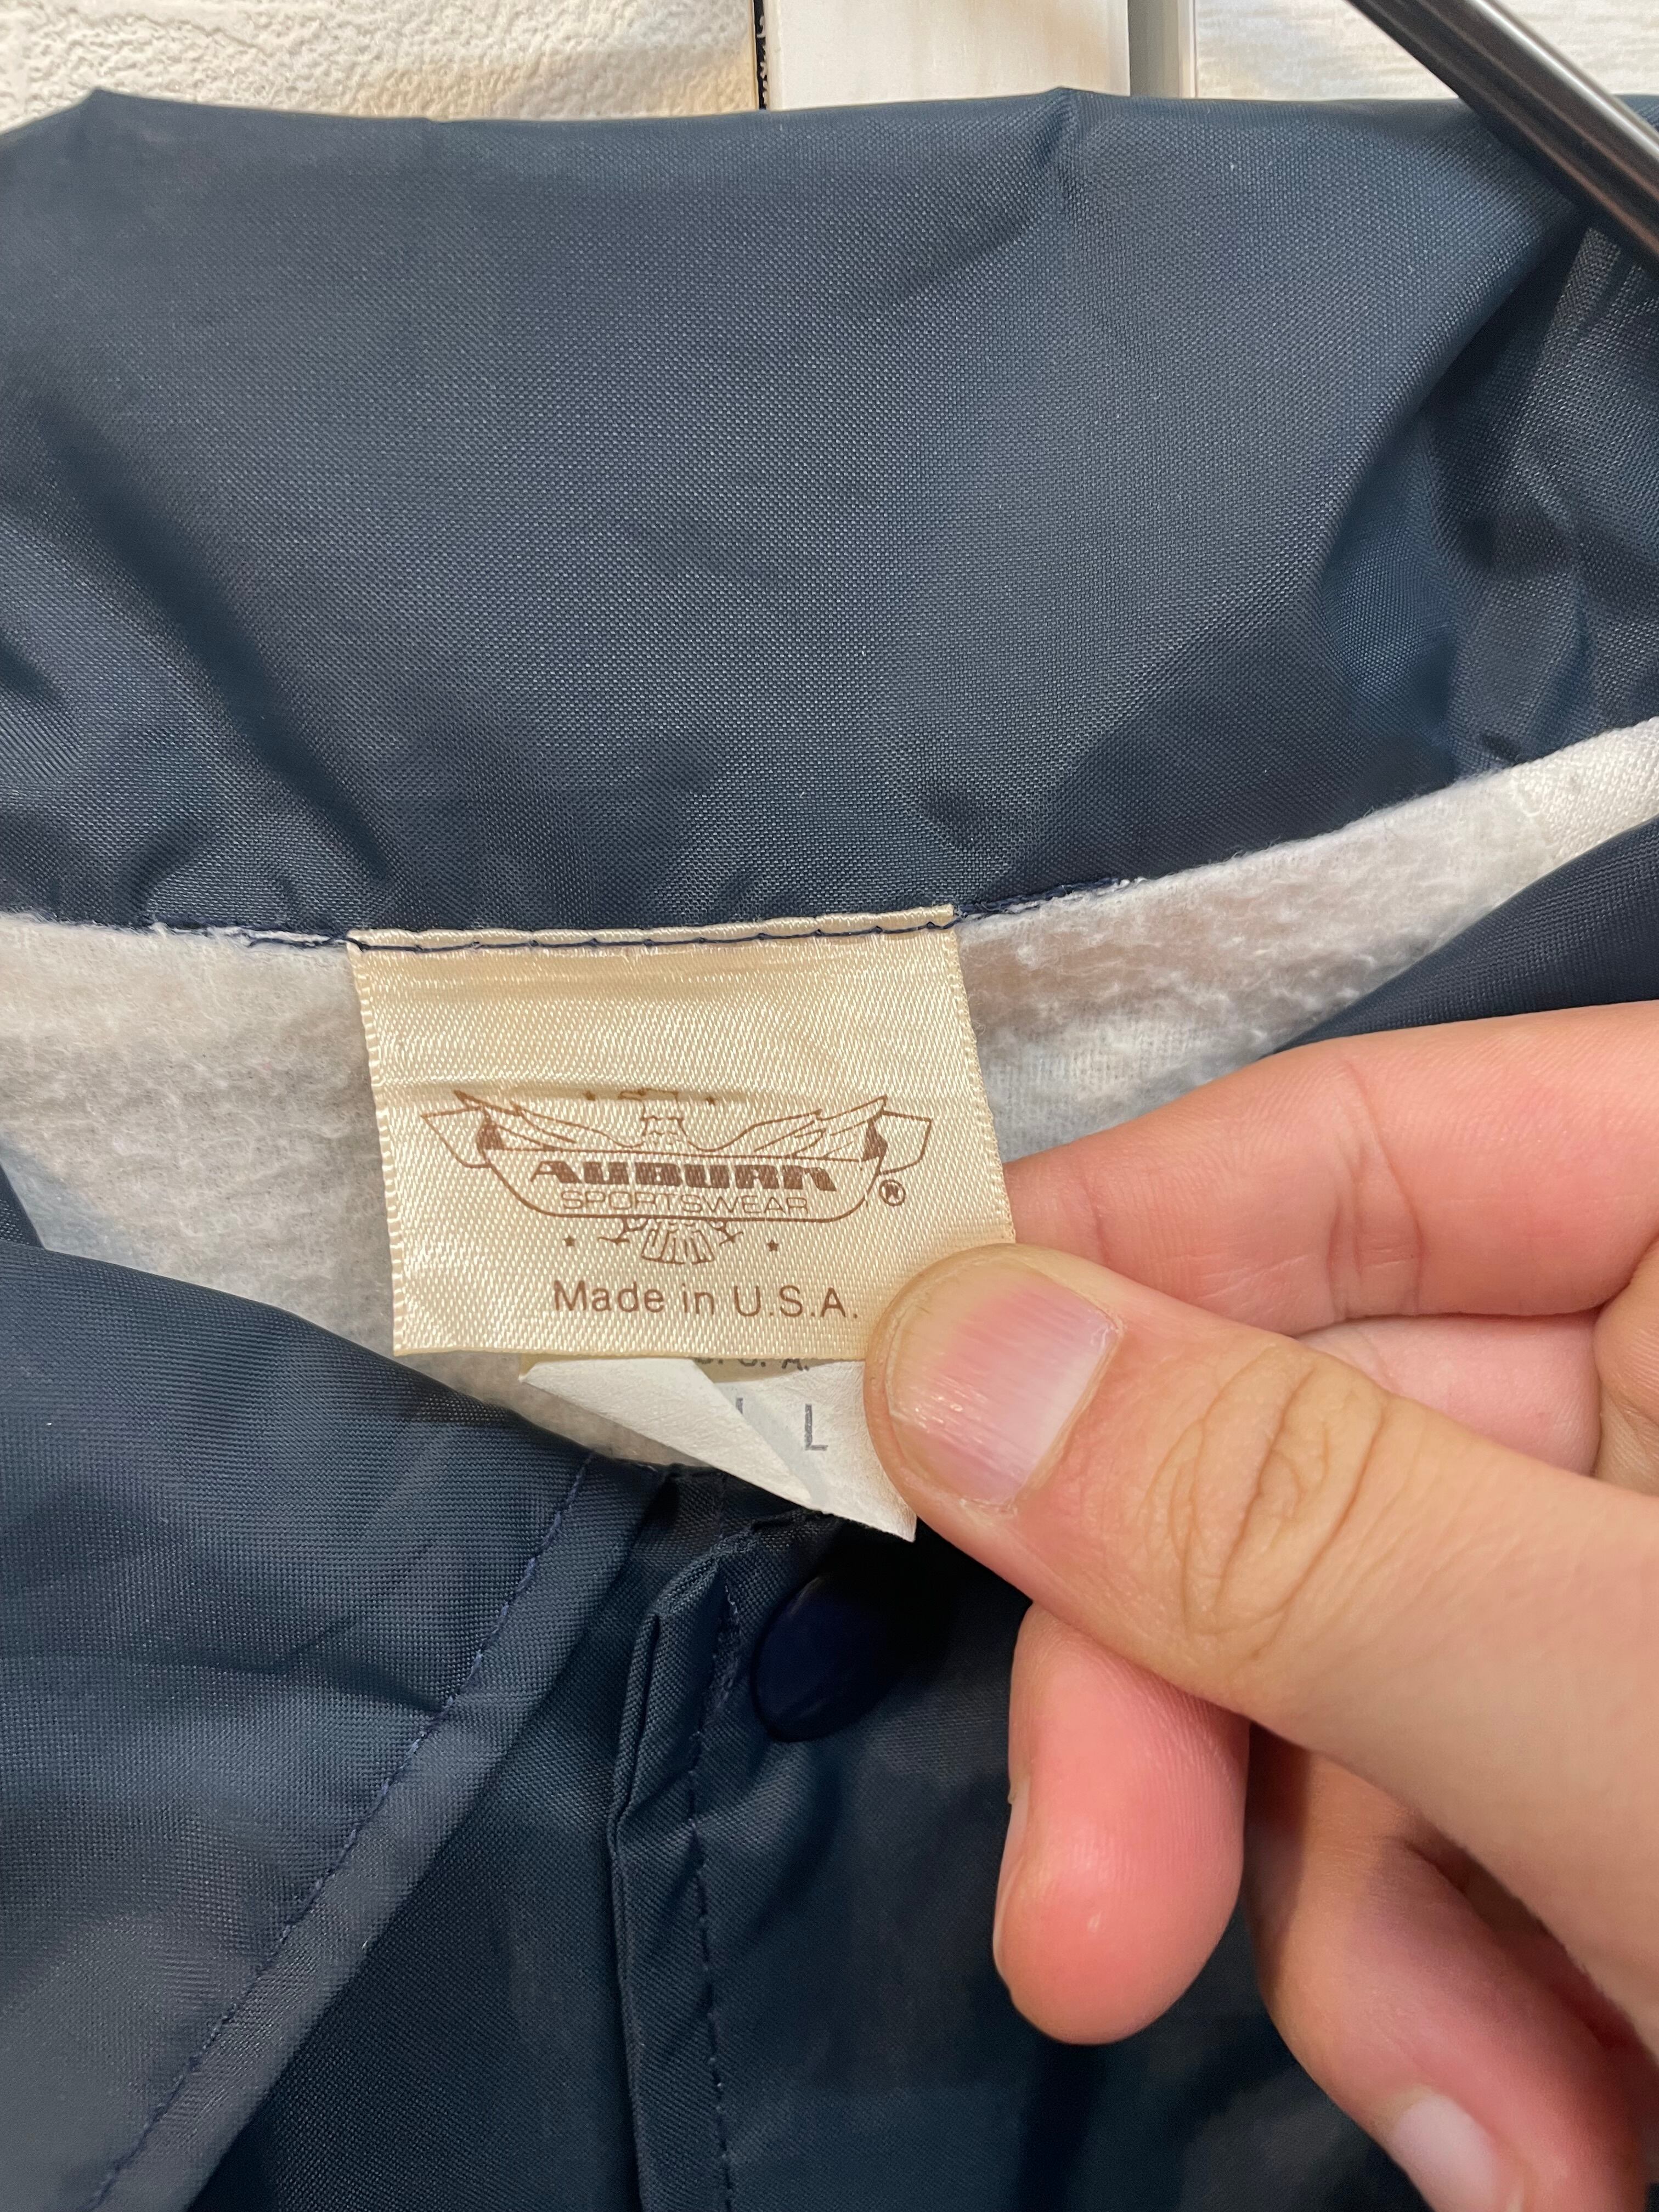 AUBURN
SPORTSWEAR
®
Made in U.S.A.
S. A.
L